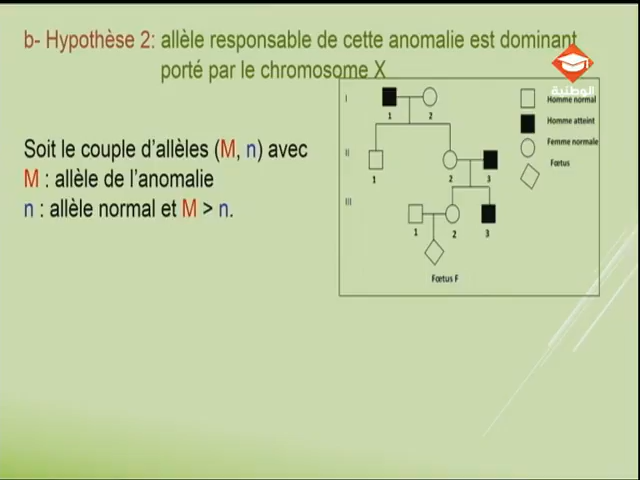 b- Hypothèse 2: allèle responsable de cette anomalie est dominant
porté par le chromosome X
الوطنية
Soit le couple d'allèles (M, n) avec
M : allèle de l'anomalie
n : allèle normal et M > n.
I
1 2
II
1 2 3
III
1 2 3
Fœtus F
Homme normal
Homme atteint
Femme normale
Fœtus